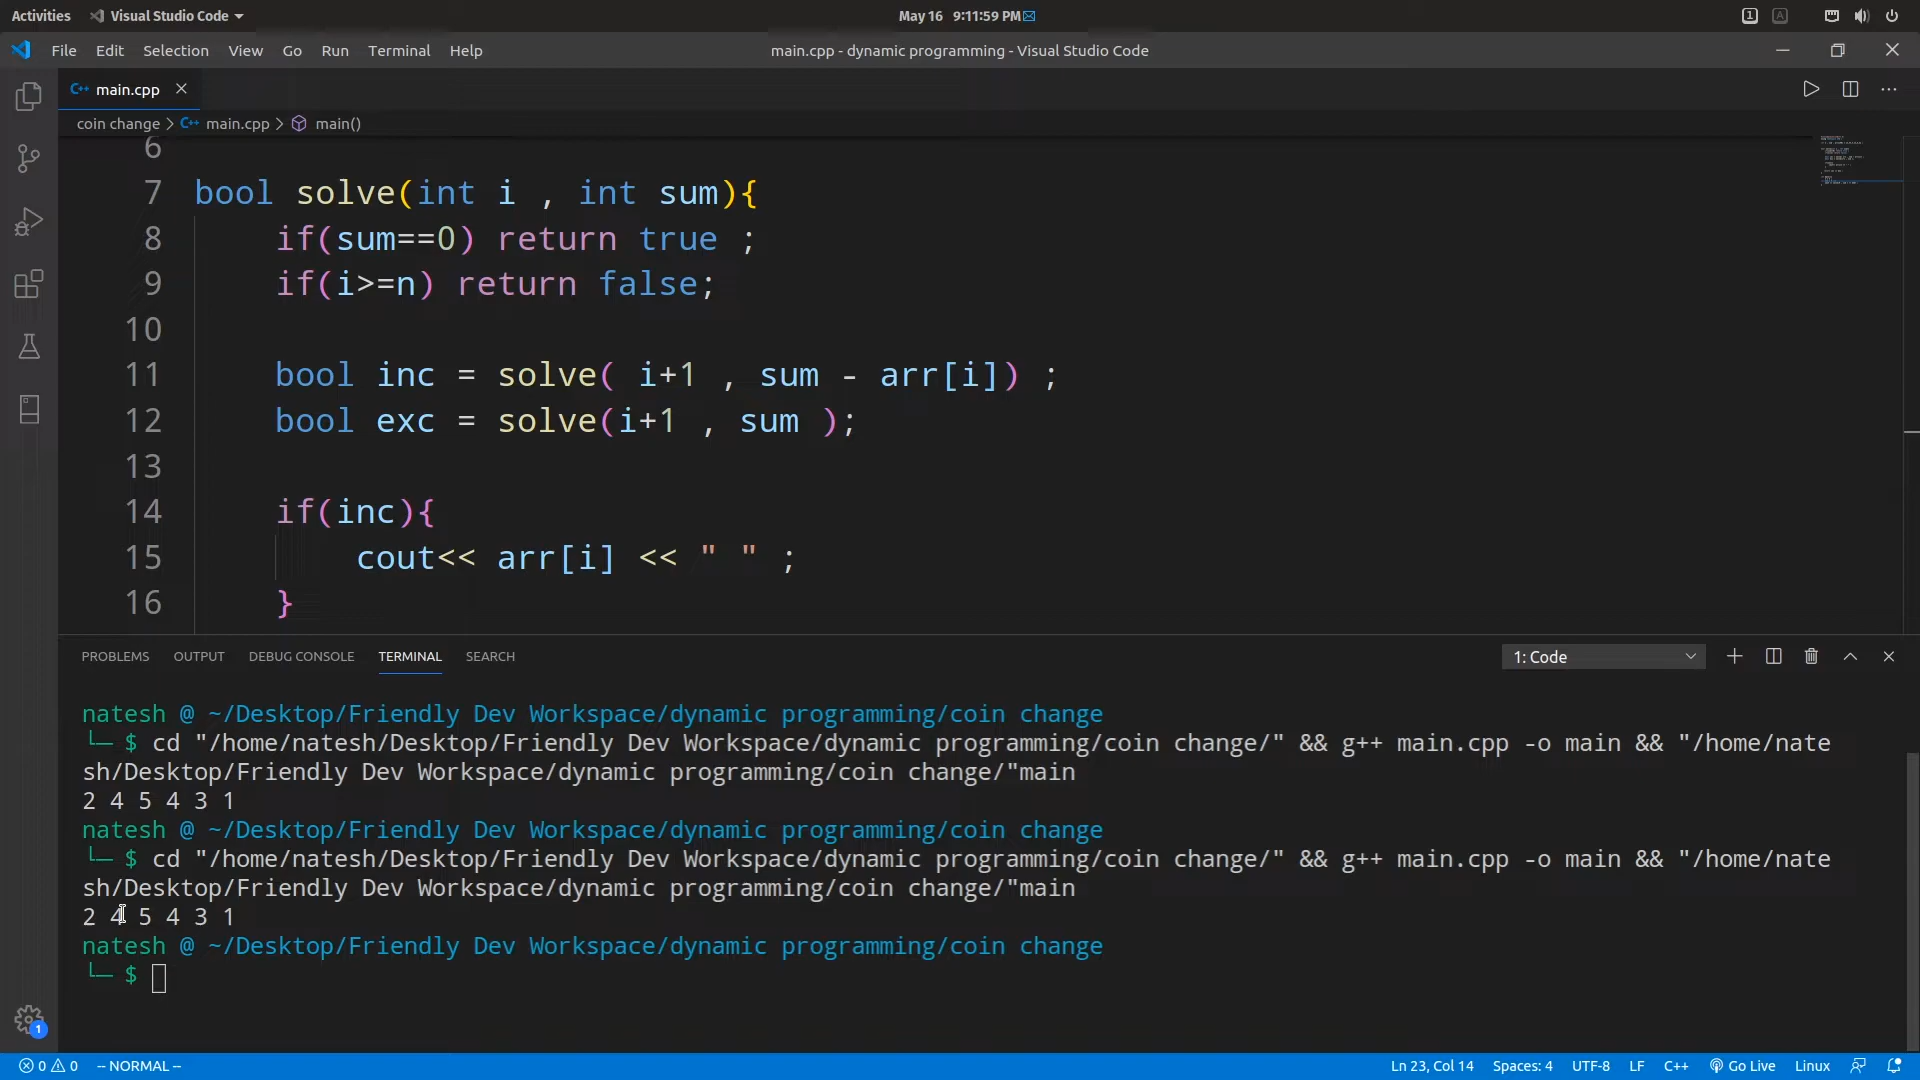 Activities Visual Studio Code May 16 9:11:59 PM 1 A
File Edit Selection View Go Run Terminal Help main.cpp - dynamic programming - Visual Studio Code
C++ main.cpp
coin change > C++ main.cpp > main()
6
7 bool solve(int i , int sum){
8 if(sum==0) return true ;
9 if(i>=n) return false;
10
11 bool inc = solve( i+1 , sum - arr[i]) ;
12 bool exc = solve(i+1 , sum );
13
14 if(inc){
15 cout<< arr[i] << " " ;
16 }
PROBLEMS OUTPUT DEBUG CONSOLE TERMINAL SEARCH 1: Code
natesh @ ~/Desktop/Friendly Dev Workspace/dynamic programming/coin change
└─ $ cd "/home/natesh/Desktop/Friendly Dev Workspace/dynamic programming/coin change/" && g++ main.cpp -o main && "/home/nate
sh/Desktop/Friendly Dev Workspace/dynamic programming/coin change/"main
2 4 5 4 3 1
natesh @ ~/Desktop/Friendly Dev Workspace/dynamic programming/coin change
└─ $ cd "/home/natesh/Desktop/Friendly Dev Workspace/dynamic programming/coin change/" && g++ main.cpp -o main && "/home/nate
sh/Desktop/Friendly Dev Workspace/dynamic programming/coin change/"main
2 4 5 4 3 1
natesh @ ~/Desktop/Friendly Dev Workspace/dynamic programming/coin change
└─ $
1
0 0 -- NORMAL -- Ln 23, Col 14 Spaces: 4 UTF-8 LF C++ Go Live Linux